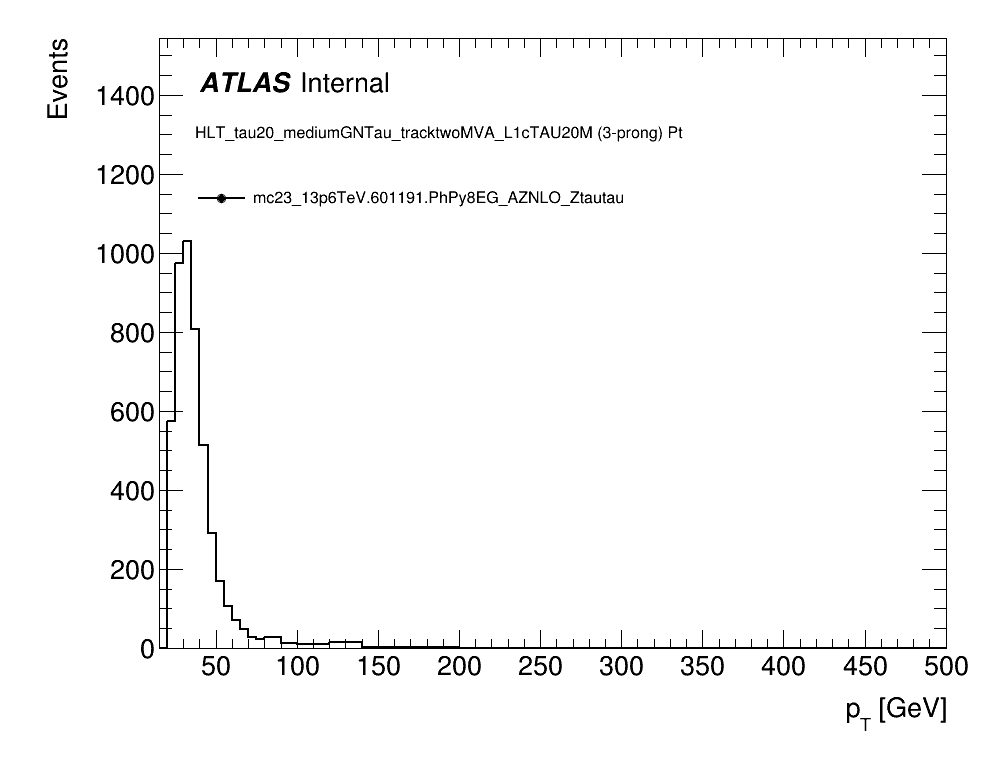 Events
ATLAS Internal
HLT_tau20_mediumGNTau_tracktwoMVA_L1cTAU20M (3-prong) Pt
mc23_13p6TeV.601191.PhPy8EG_AZNLO_Ztautau
1400
1200
1000
800
600
400
200
0
50 100 150 200 250 300 350 400 450 500
p_T [GeV]